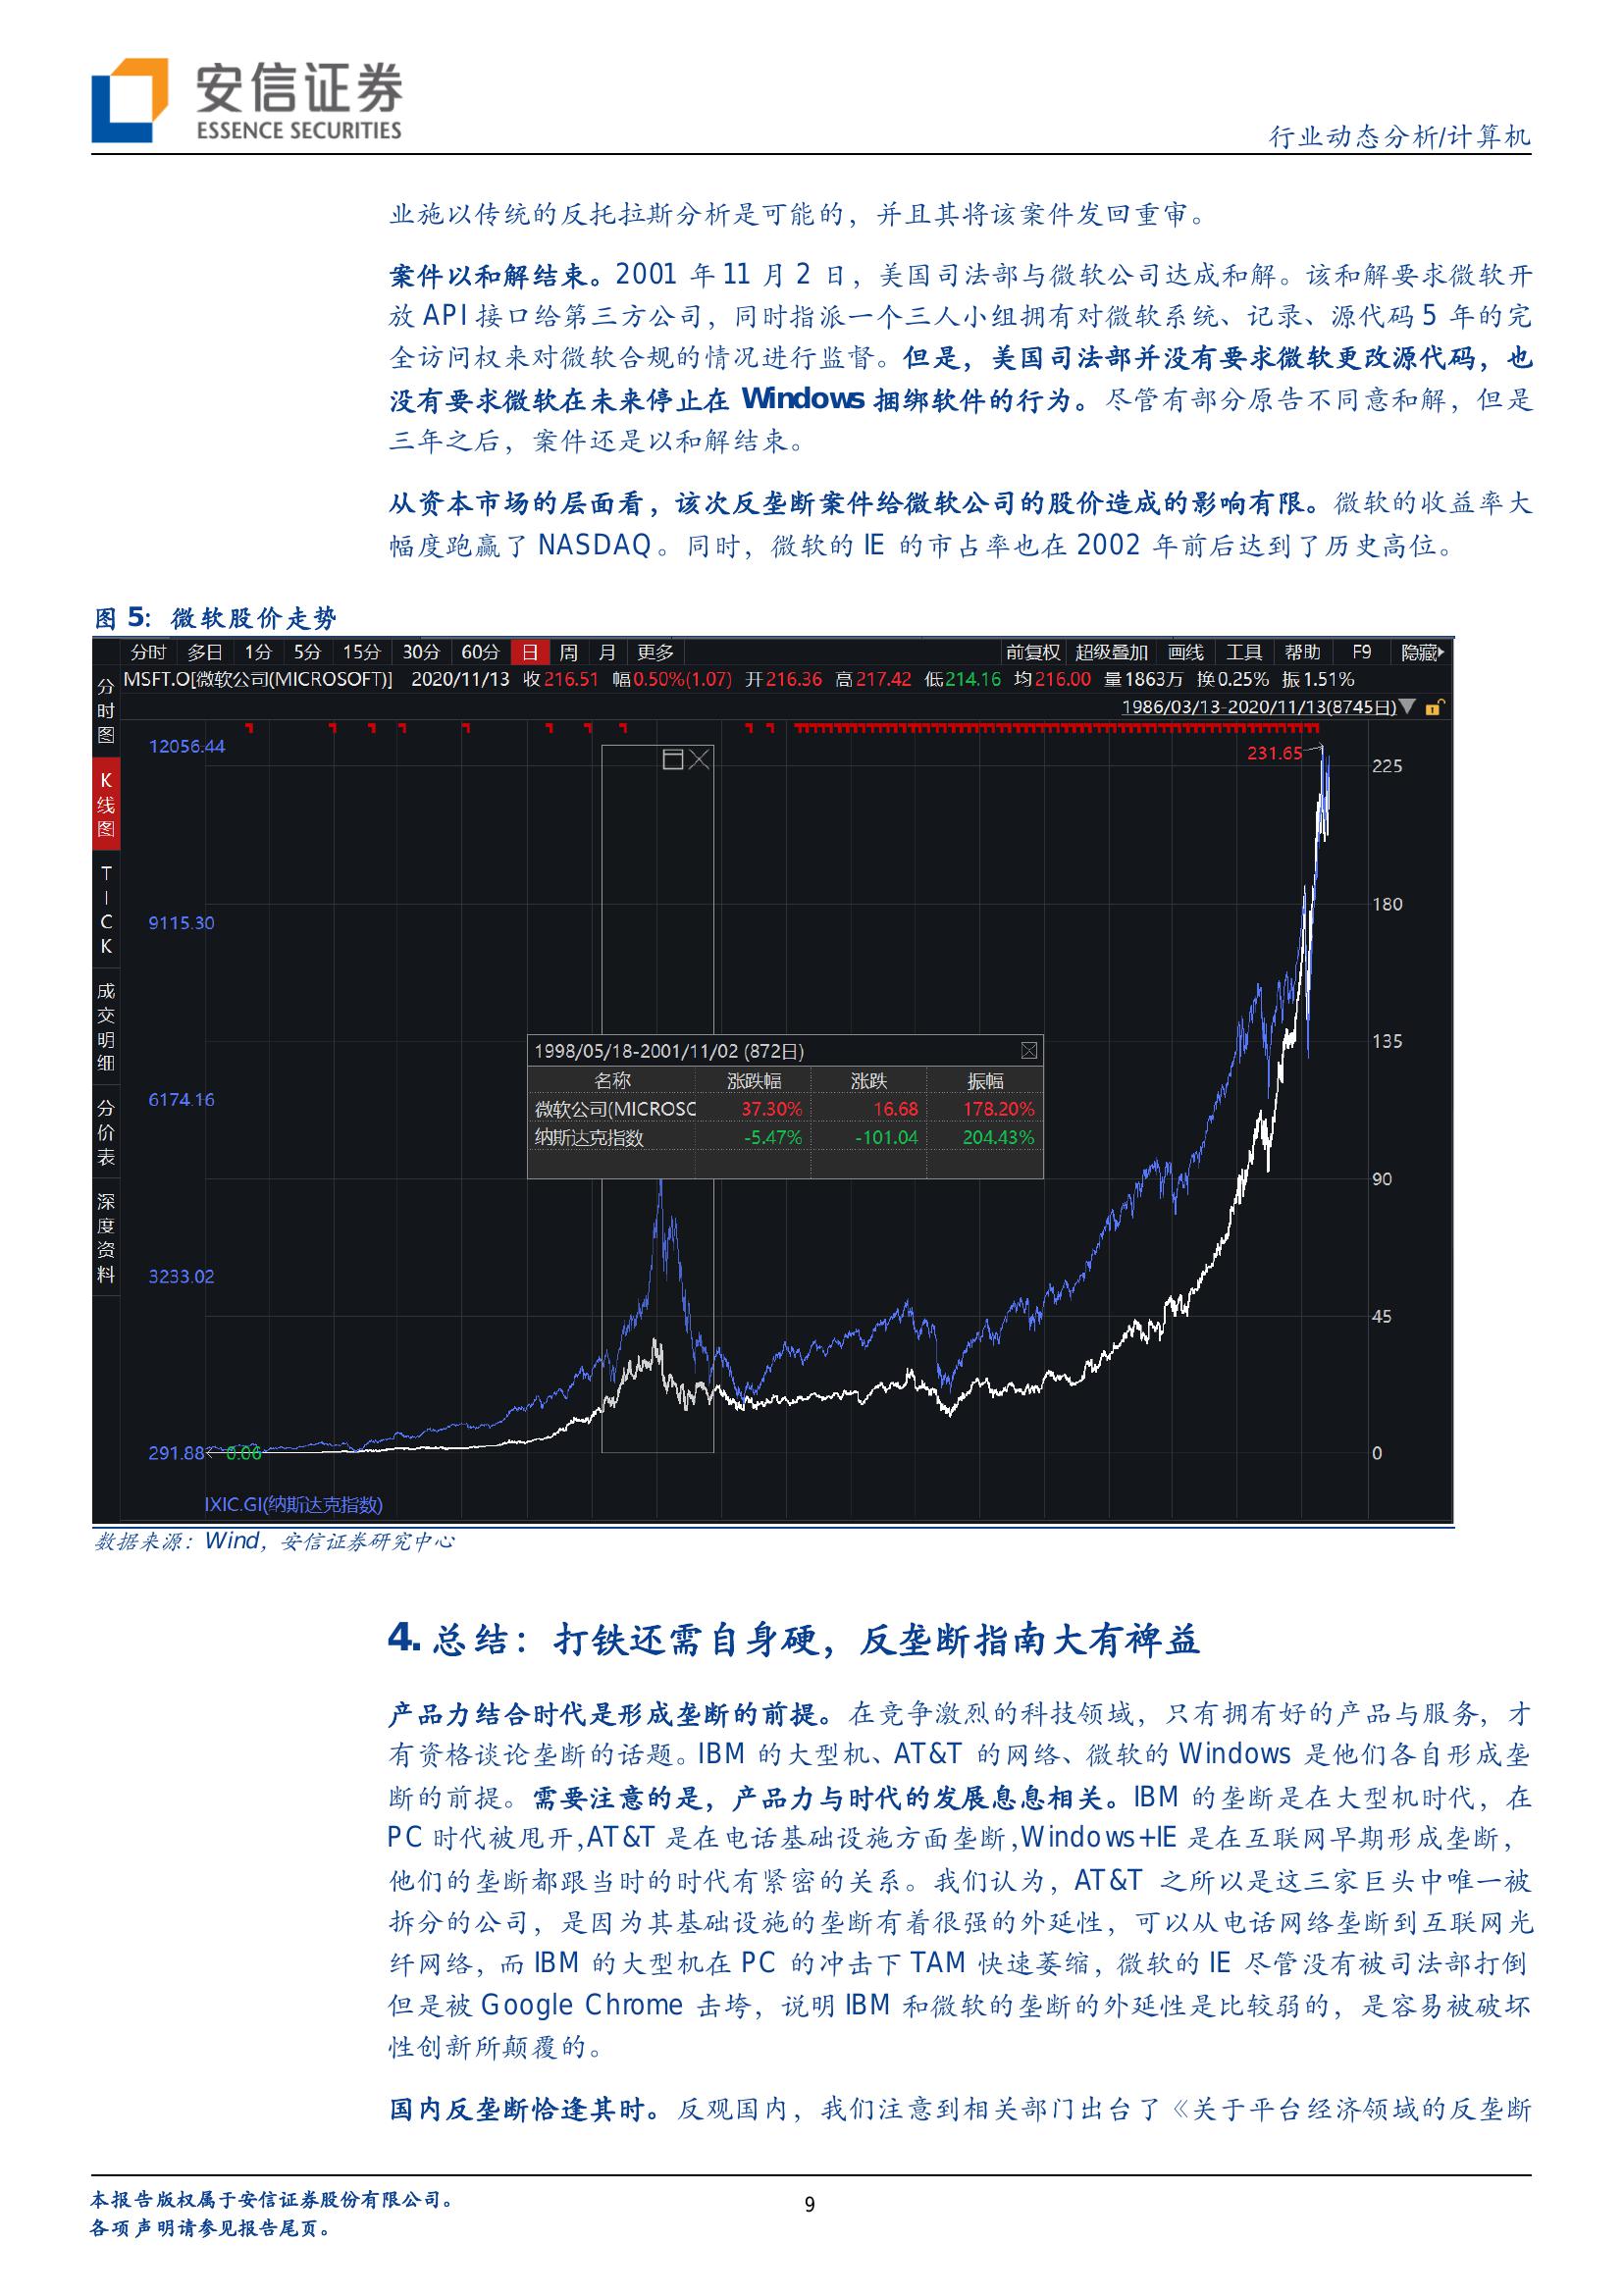 安信证券
ESSENCE SECURITIES
行业动态分析/计算机
业施以传统的反托拉斯分析是可能的，并且其将该案件发回重审。
案件以和解结束。2001 年 11 月 2 日，美国司法部与微软公司达成和解。该和解要求微软开
放 API 接口给第三方公司，同时指派一个三人小组拥有对微软系统、记录、源代码 5 年的完
全访问权来对微软合规的情况进行监督。但是，美国司法部并没有要求微软更改源代码，也
没有要求微软在未来停止在 Windows 捆绑软件的行为。尽管有部分原告不同意和解，但是
三年之后，案件还是以和解结束。
从资本市场的层面看，该次反垄断案件给微软公司的股价造成的影响有限。微软的收益率大
幅度跑赢了 NASDAQ。同时，微软的 IE 的市占率也在 2002 年前后达到了历史高位。
图 5：微软股价走势
分时 多日 1分 5分 15分 30分 60分 日 周 月 更多 前复权 超级叠加 画线 工具 帮助 F9 隐藏
MSFT.O[微软公司(MICROSOFT)] 2020/11/13 收216.51 幅0.50%(1.07) 开216.36 高217.42 低214.16 均216.00 量1863万 换0.25% 振1.51%
1986/03/13-2020/11/13(8745日)
分时图
K线图
TICK
成交明细
分价表
深度资料
12056.44
9115.30
6174.16
3233.02
291.88
0.06
231.65
225
180
135
90
45
0
1998/05/18-2001/11/02 (872日)
名称 涨跌幅 涨跌 振幅
微软公司(MICROSC 37.30% 16.68 178.20%
纳斯达克指数 -5.47% -101.04 204.43%
IXIC.GI(纳斯达克指数)
数据来源：Wind，安信证券研究中心
4. 总结：打铁还需自身硬，反垄断指南大有裨益
产品力结合时代是形成垄断的前提。在竞争激烈的科技领域，只有拥有好的产品与服务，才
有资格谈论垄断的话题。IBM 的大型机、AT&T 的网络、微软的 Windows 是他们各自形成垄
断的前提。需要注意的是，产品力与时代的发展息息相关。IBM 的垄断是在大型机时代，在
PC 时代被甩开,AT&T 是在电话基础设施方面垄断,Windows+IE 是在互联网早期形成垄断，
他们的垄断都跟当时的时代有紧密的关系。我们认为，AT&T 之所以是这三家巨头中唯一被
拆分的公司，是因为其基础设施的垄断有着很强的外延性，可以从电话网络垄断到互联网光
纤网络，而 IBM 的大型机在 PC 的冲击下 TAM 快速萎缩，微软的 IE 尽管没有被司法部打倒
但是被 Google Chrome 击垮，说明 IBM 和微软的垄断的外延性是比较弱的，是容易被破坏
性创新所颠覆的。
国内反垄断恰逢其时。反观国内，我们注意到相关部门出台了《关于平台经济领域的反垄断
本报告版权属于安信证券股份有限公司。
各项声明请参见报告尾页。
9